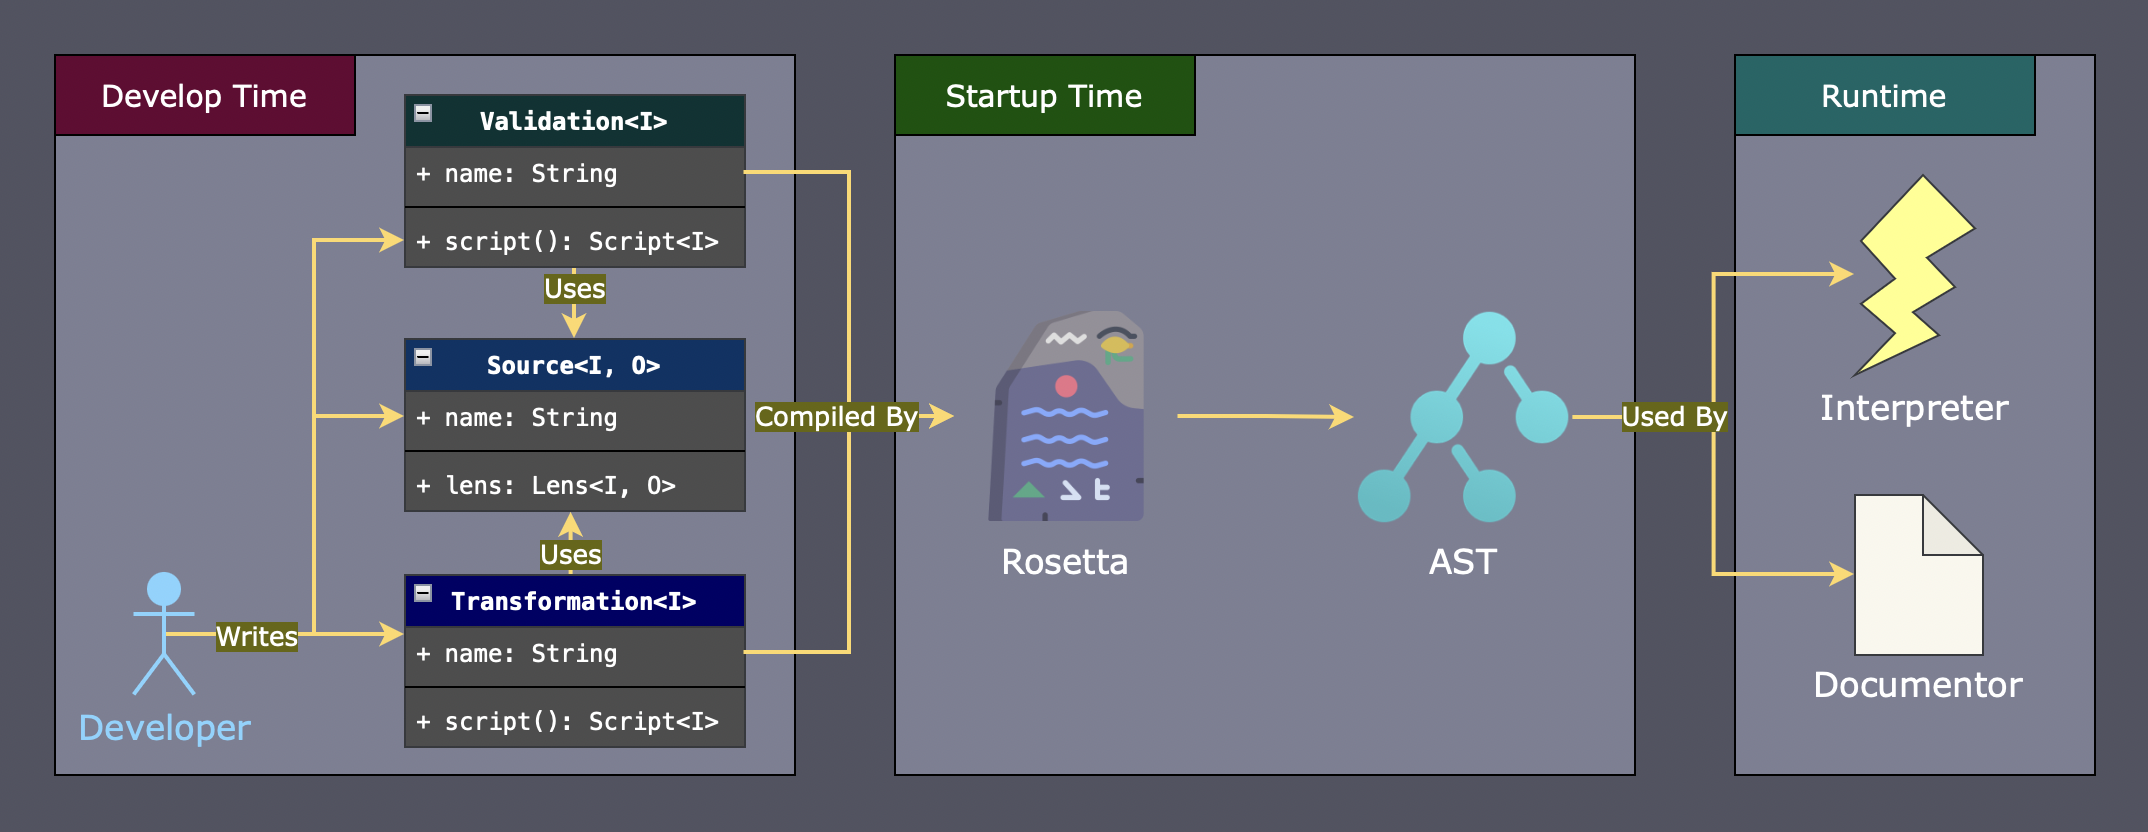 Develop Time
Validation<I>
+ name: String
+ script(): Script<I>
Uses
Source<I, O>
+ name: String
+ lens: Lens<I, O>
Uses
Transformation<I>
+ name: String
+ script(): Script<I>
Writes
Developer
Compiled By
Startup Time
Rosetta
AST
Used By
Runtime
Interpreter
Documentor